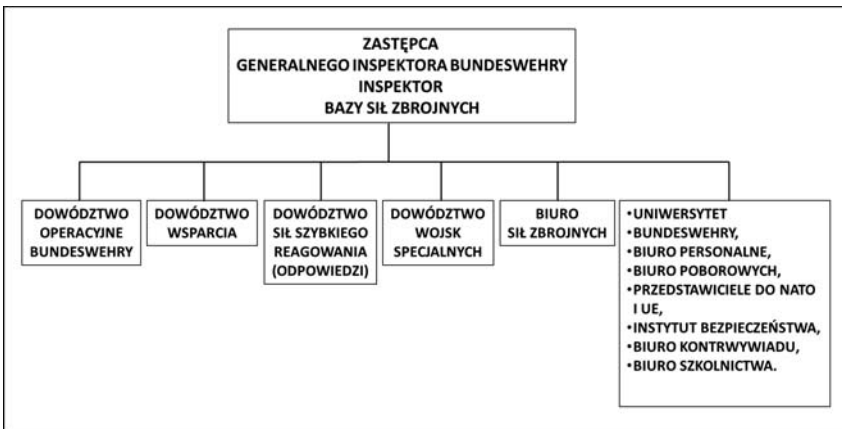 ZASTĘPCA
GENERALNEGO INSPEKTORA BUNDESWEHRY
INSPEKTOR
BAZY SIŁ ZBROJNYCH
DOWÓDZTWO
OPERACYJNE
BUNDESWEHRY
DOWÓDZTWO
WSPARCIA
DOWÓDZTWO
SIŁ SZYBKIEGO
REAGOWANIA
(ODPOWIEDZI)
DOWÓDZTWO
WOJSK
SPECJALNYCH
BIURO
SIŁ ZBROJNYCH
•UNIWERSYTET
•BUNDESWEHRY,
•BIURO PERSONALNE,
•BIURO POBOROWYCH,
•PRZEDSTAWICIELE DO NATO
I UE,
•INSTYTUT BEZPIECZEŃSTWA,
•BIURO KONTRWYWIADU,
•BIURO SZKOLNICTWA.